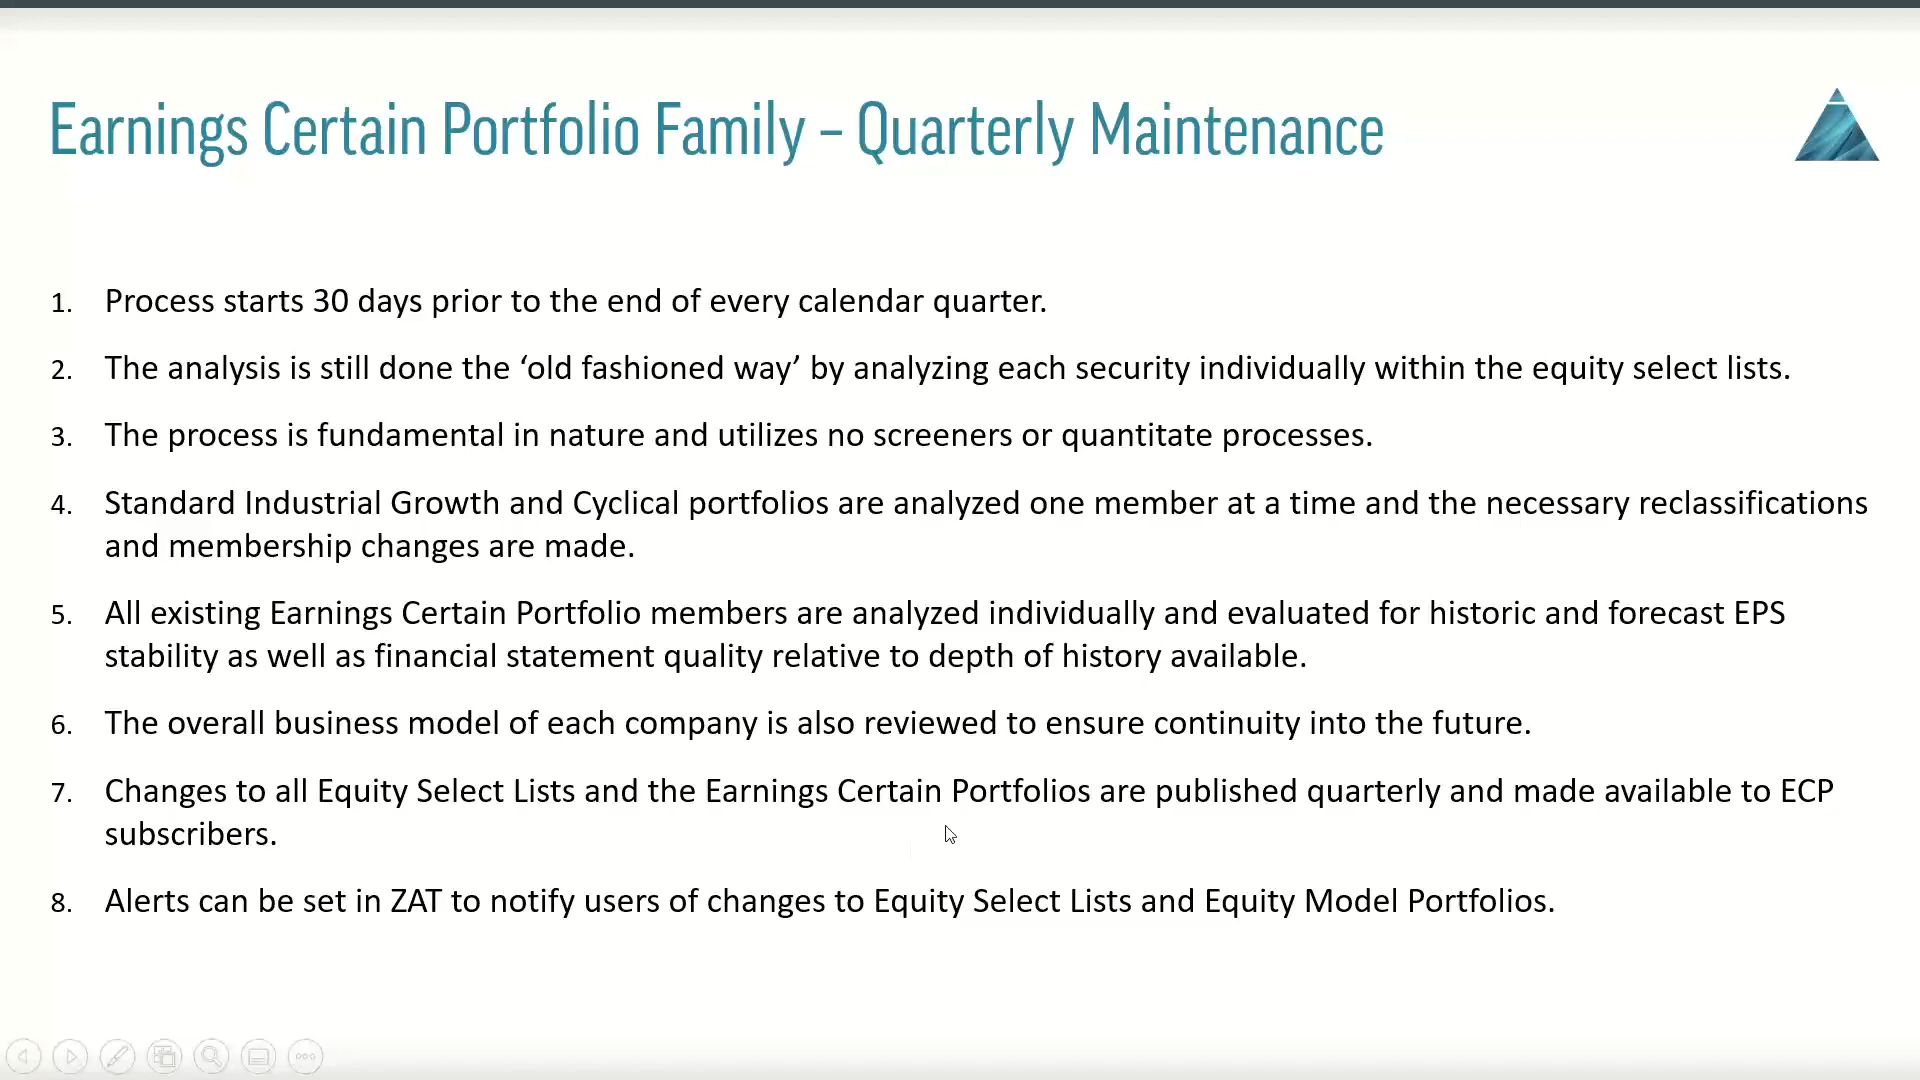 Earnings Certain Portfolio Family – Quarterly Maintenance
1. Process starts 30 days prior to the end of every calendar quarter.
2. The analysis is still done the ‘old fashioned way’ by analyzing each security individually within the equity select lists.
3. The process is fundamental in nature and utilizes no screeners or quantitate processes.
4. Standard Industrial Growth and Cyclical portfolios are analyzed one member at a time and the necessary reclassifications
and membership changes are made.
5. All existing Earnings Certain Portfolio members are analyzed individually and evaluated for historic and forecast EPS
stability as well as financial statement quality relative to depth of history available.
6. The overall business model of each company is also reviewed to ensure continuity into the future.
7. Changes to all Equity Select Lists and the Earnings Certain Portfolios are published quarterly and made available to ECP
subscribers.
8. Alerts can be set in ZAT to notify users of changes to Equity Select Lists and Equity Model Portfolios.